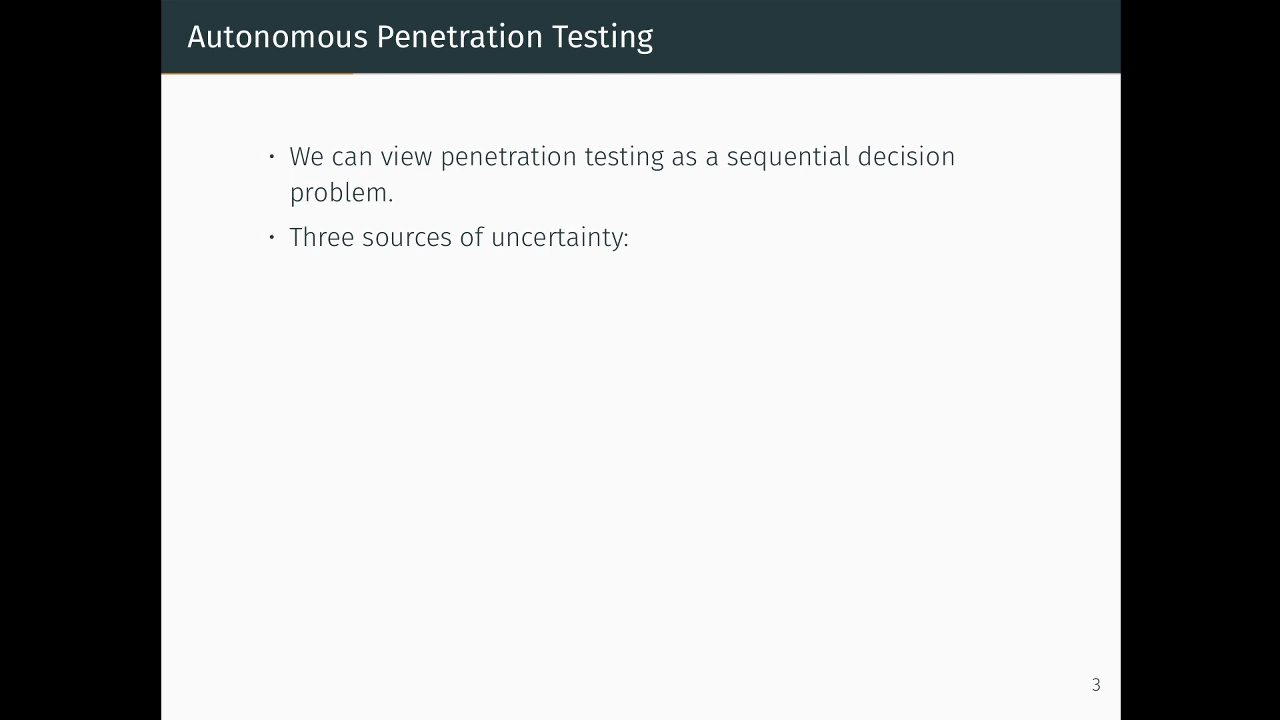 Autonomous Penetration Testing
• We can view penetration testing as a sequential decision
problem.
• Three sources of uncertainty:
3